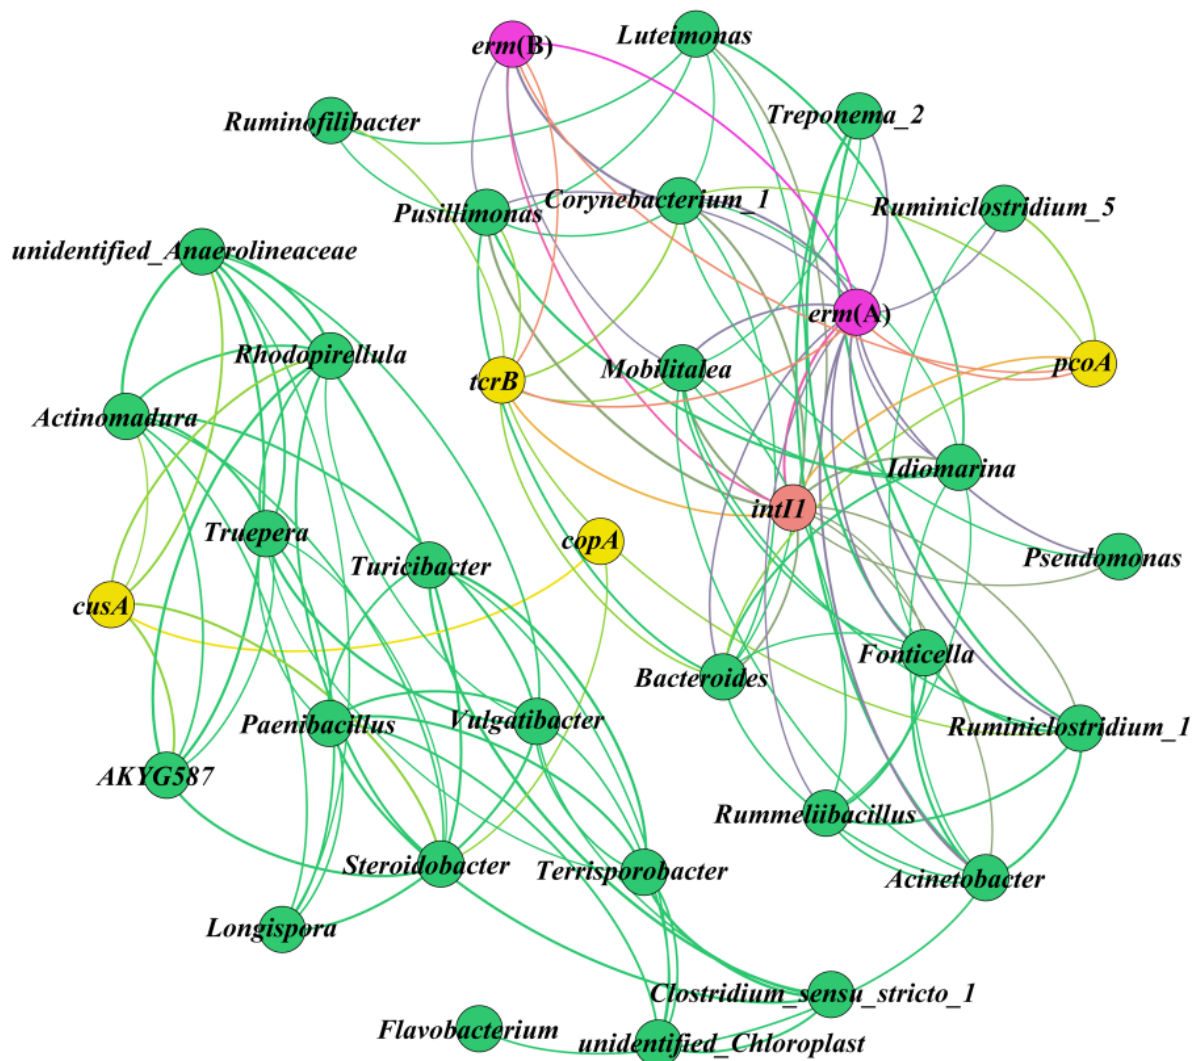 erm(B)
Luteimonas
Ruminofilibacter
Treponema_2
Pusillimonas
Corynebacterium_1
Ruminiclostridium_5
unidentified_Anaerolineaceae
erm(A)
Rhodopirellula
tcrB
Mobilitalea
pcoA
Actinomadura
Idiomarina
intI1
Truepera
Turicibacter
copA
Pseudomonas
cusA
Fonticella
Bacteroides
Paenibacillus
Vulgatibacter
Ruminiclostridium_1
AKYG587
Rummeliibacillus
Steroidobacter
Terrisporobacter
Acinetobacter
Longispora
Clostridium_sensu_stricto_1
Flavobacterium
unidentified_Chloroplast